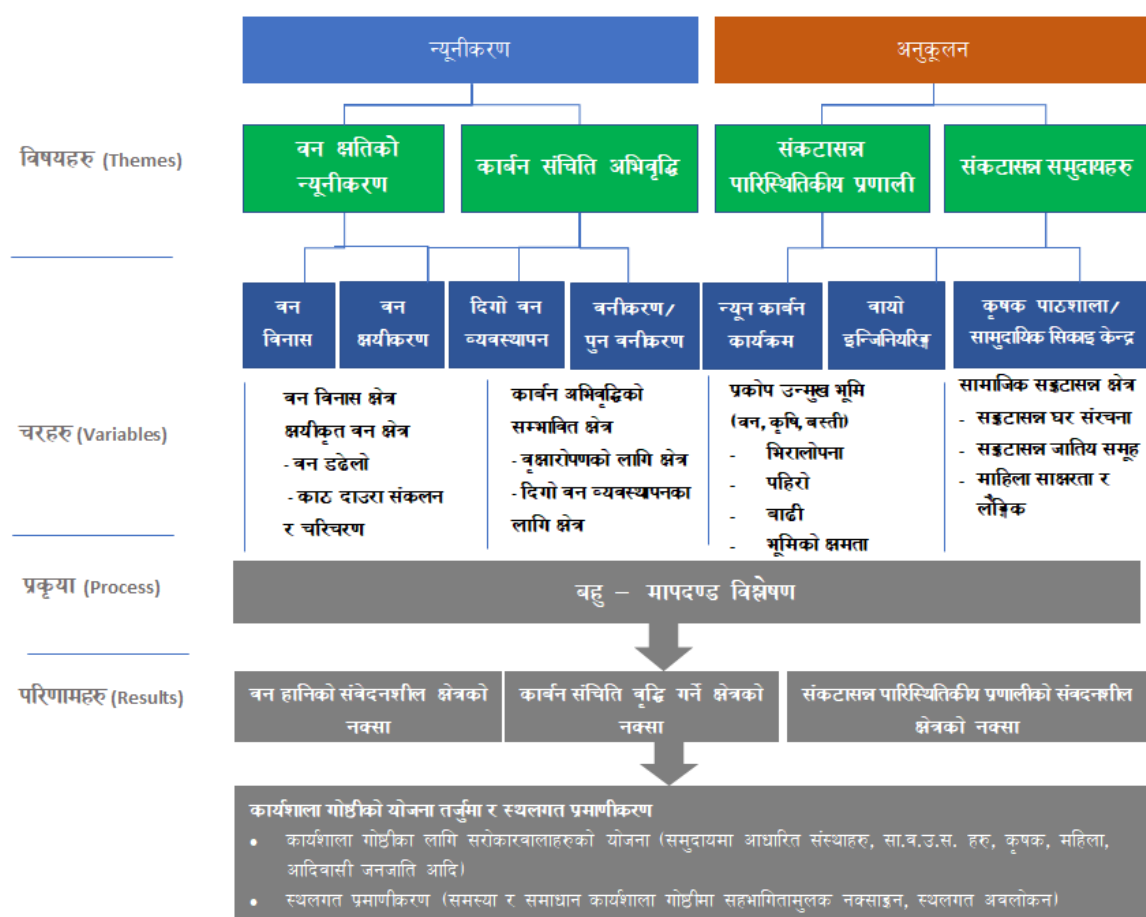 न्यूनीकरण
अनुकूलन
विषयहरु (Themes)
वन क्षतिको
न्यूनीकरण
कार्बन संचिति अभिवृद्धि
संकटासन्न
पारिस्थितिकीय प्रणाली
संकटासन्न समुदायहरु
वन
विनास
वन
क्षयीकरण
दिगो वन
व्यवस्थापन
वनीकरण/
पुन वनीकरण
न्यून कार्बन
कार्यक्रम
बायो
इन्जिनियरिङ्ग
कृषक पाठशाला/
सामुदायिक सिकाइ केन्द्र
चरहरु (Variables)
वन विनास क्षेत्र
क्षयीकृत वन क्षेत्र
- वन डढेलो
- काठ दाउरा संकलन
र चरिचरण
कार्बन अभिवृद्धिको
सम्भावित क्षेत्र
- वृक्षारोपणको लागि क्षेत्र
- दिगो वन व्यवस्थापनका
लागि क्षेत्र
प्रकोप उन्मुख भूमि
(वन, कृषि, बस्ती)
- भिरालोपना
- पहिरो
- बाढी
- भूमिको क्षमता
सामाजिक सङ्कटासन्न क्षेत्र
- सङ्कटासन्न घर संरचना
- सङ्कटासन्न जातिय समूह
- माहिला साक्षरता र
लैङ्गिक
प्रकृया (Process)
बहु – मापदण्ड विश्लेषण
परिणामहरु (Results)
वन हानिको संवेदनशील क्षेत्रको
नक्सा
कार्बन संचिति वृद्धि गर्ने क्षेत्रको
नक्सा
संकटासन्न पारिस्थितिकीय प्रणालीको संवदनशील
क्षेत्रको नक्सा
कार्यशाला गोष्ठीको योजना तर्जुमा र स्थलगत प्रमाणीकरण
• कार्यशाला गोष्ठीका लागि सरोकारवालाहरुको योजना (समुदायमा आधारित संस्थाहरु, सा.व.उ.स. हरु, कृषक, महिला,
आदिवासी जनजाति आदि)
• स्थलगत प्रमाणीकरण (समस्या र समाधान कार्यशाला गोष्ठीमा सहभागितामुलक नक्साङ्कन, स्थलगत अवलोकन)